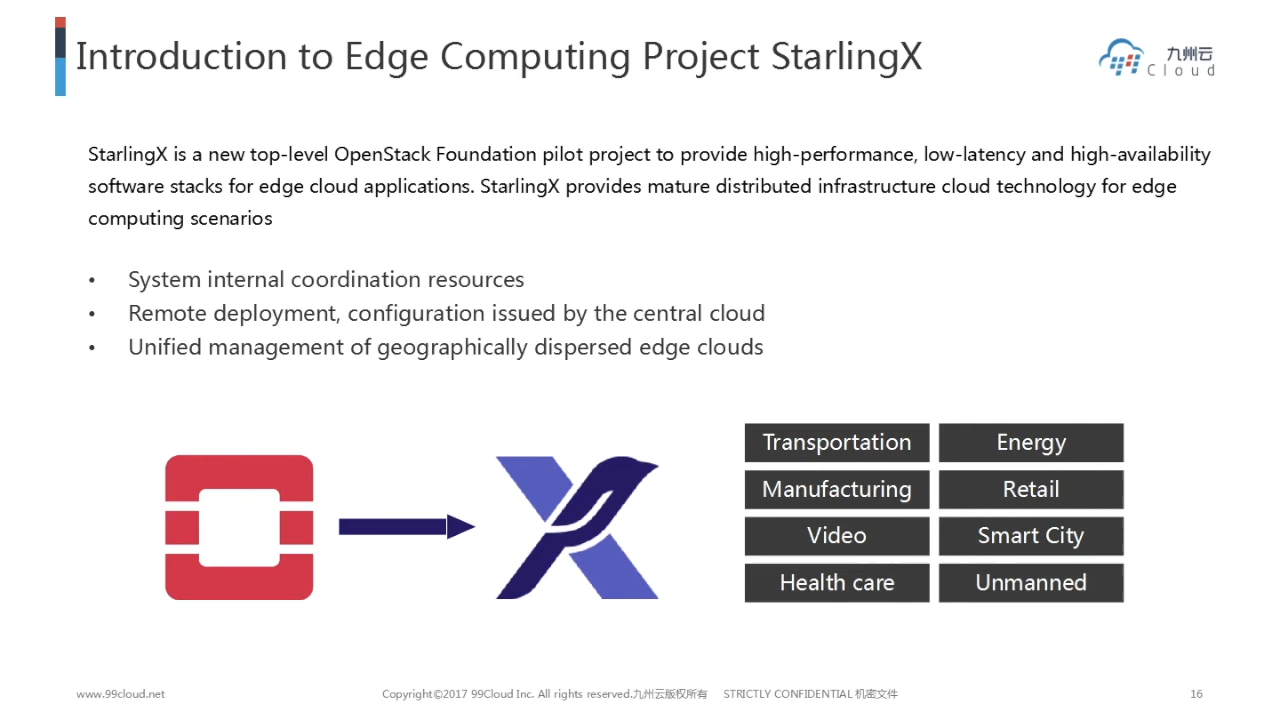 Introduction to Edge Computing Project StarlingX
九州云
Cloud
StarlingX is a new top-level OpenStack Foundation pilot project to provide high-performance, low-latency and high-availability
software stacks for edge cloud applications. StarlingX provides mature distributed infrastructure cloud technology for edge
computing scenarios
• System internal coordination resources
• Remote deployment, configuration issued by the central cloud
• Unified management of geographically dispersed edge clouds
Transportation
Energy
Manufacturing
Retail
Video
Smart City
Health care
Unmanned
www.99cloud.net
Copyright©2017 99Cloud Inc. All rights reserved.九州云版权所有 STRICTLY CONFIDENTIAL 机密文件
16